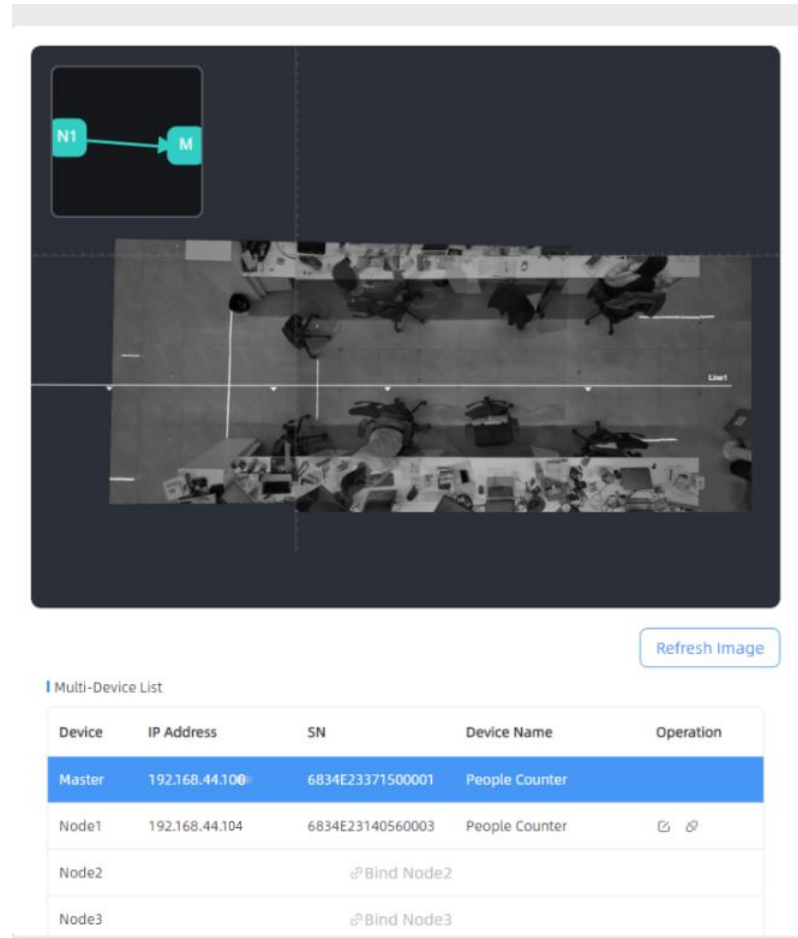 N1
M
Line1
Refresh Image
Multi-Device List
Device IP Address SN Device Name Operation
Master 192.168.44.100 6834E23371500001 People Counter
Node1 192.168.44.104 6834E23140560003 People Counter
Node2 Bind Node2
Node3 Bind Node3